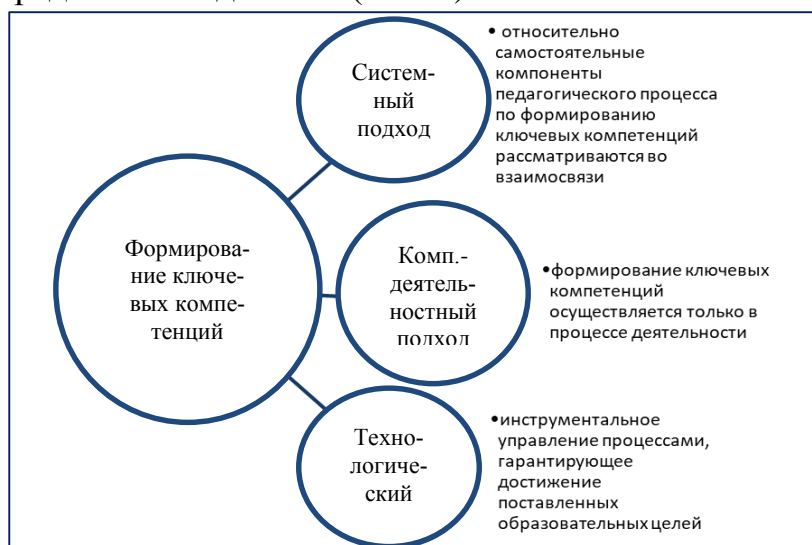 Систем-
ный
подход
• относительно
самостоятельные
компоненты
педагогического процесса
по формированию
ключевых компетенций
рассматриваются во
взаимосвязи
Формирова-
ние ключе-
вых компе-
тенций
Комп.-
деятель-
ностный
подход
•формирование ключевых
компетенций
осуществляется только в
процессе деятельности
Техно-
логиче-
ский
•инструментальное
управление процессами,
гарантирующее
достижение
поставленных
образовательных целей